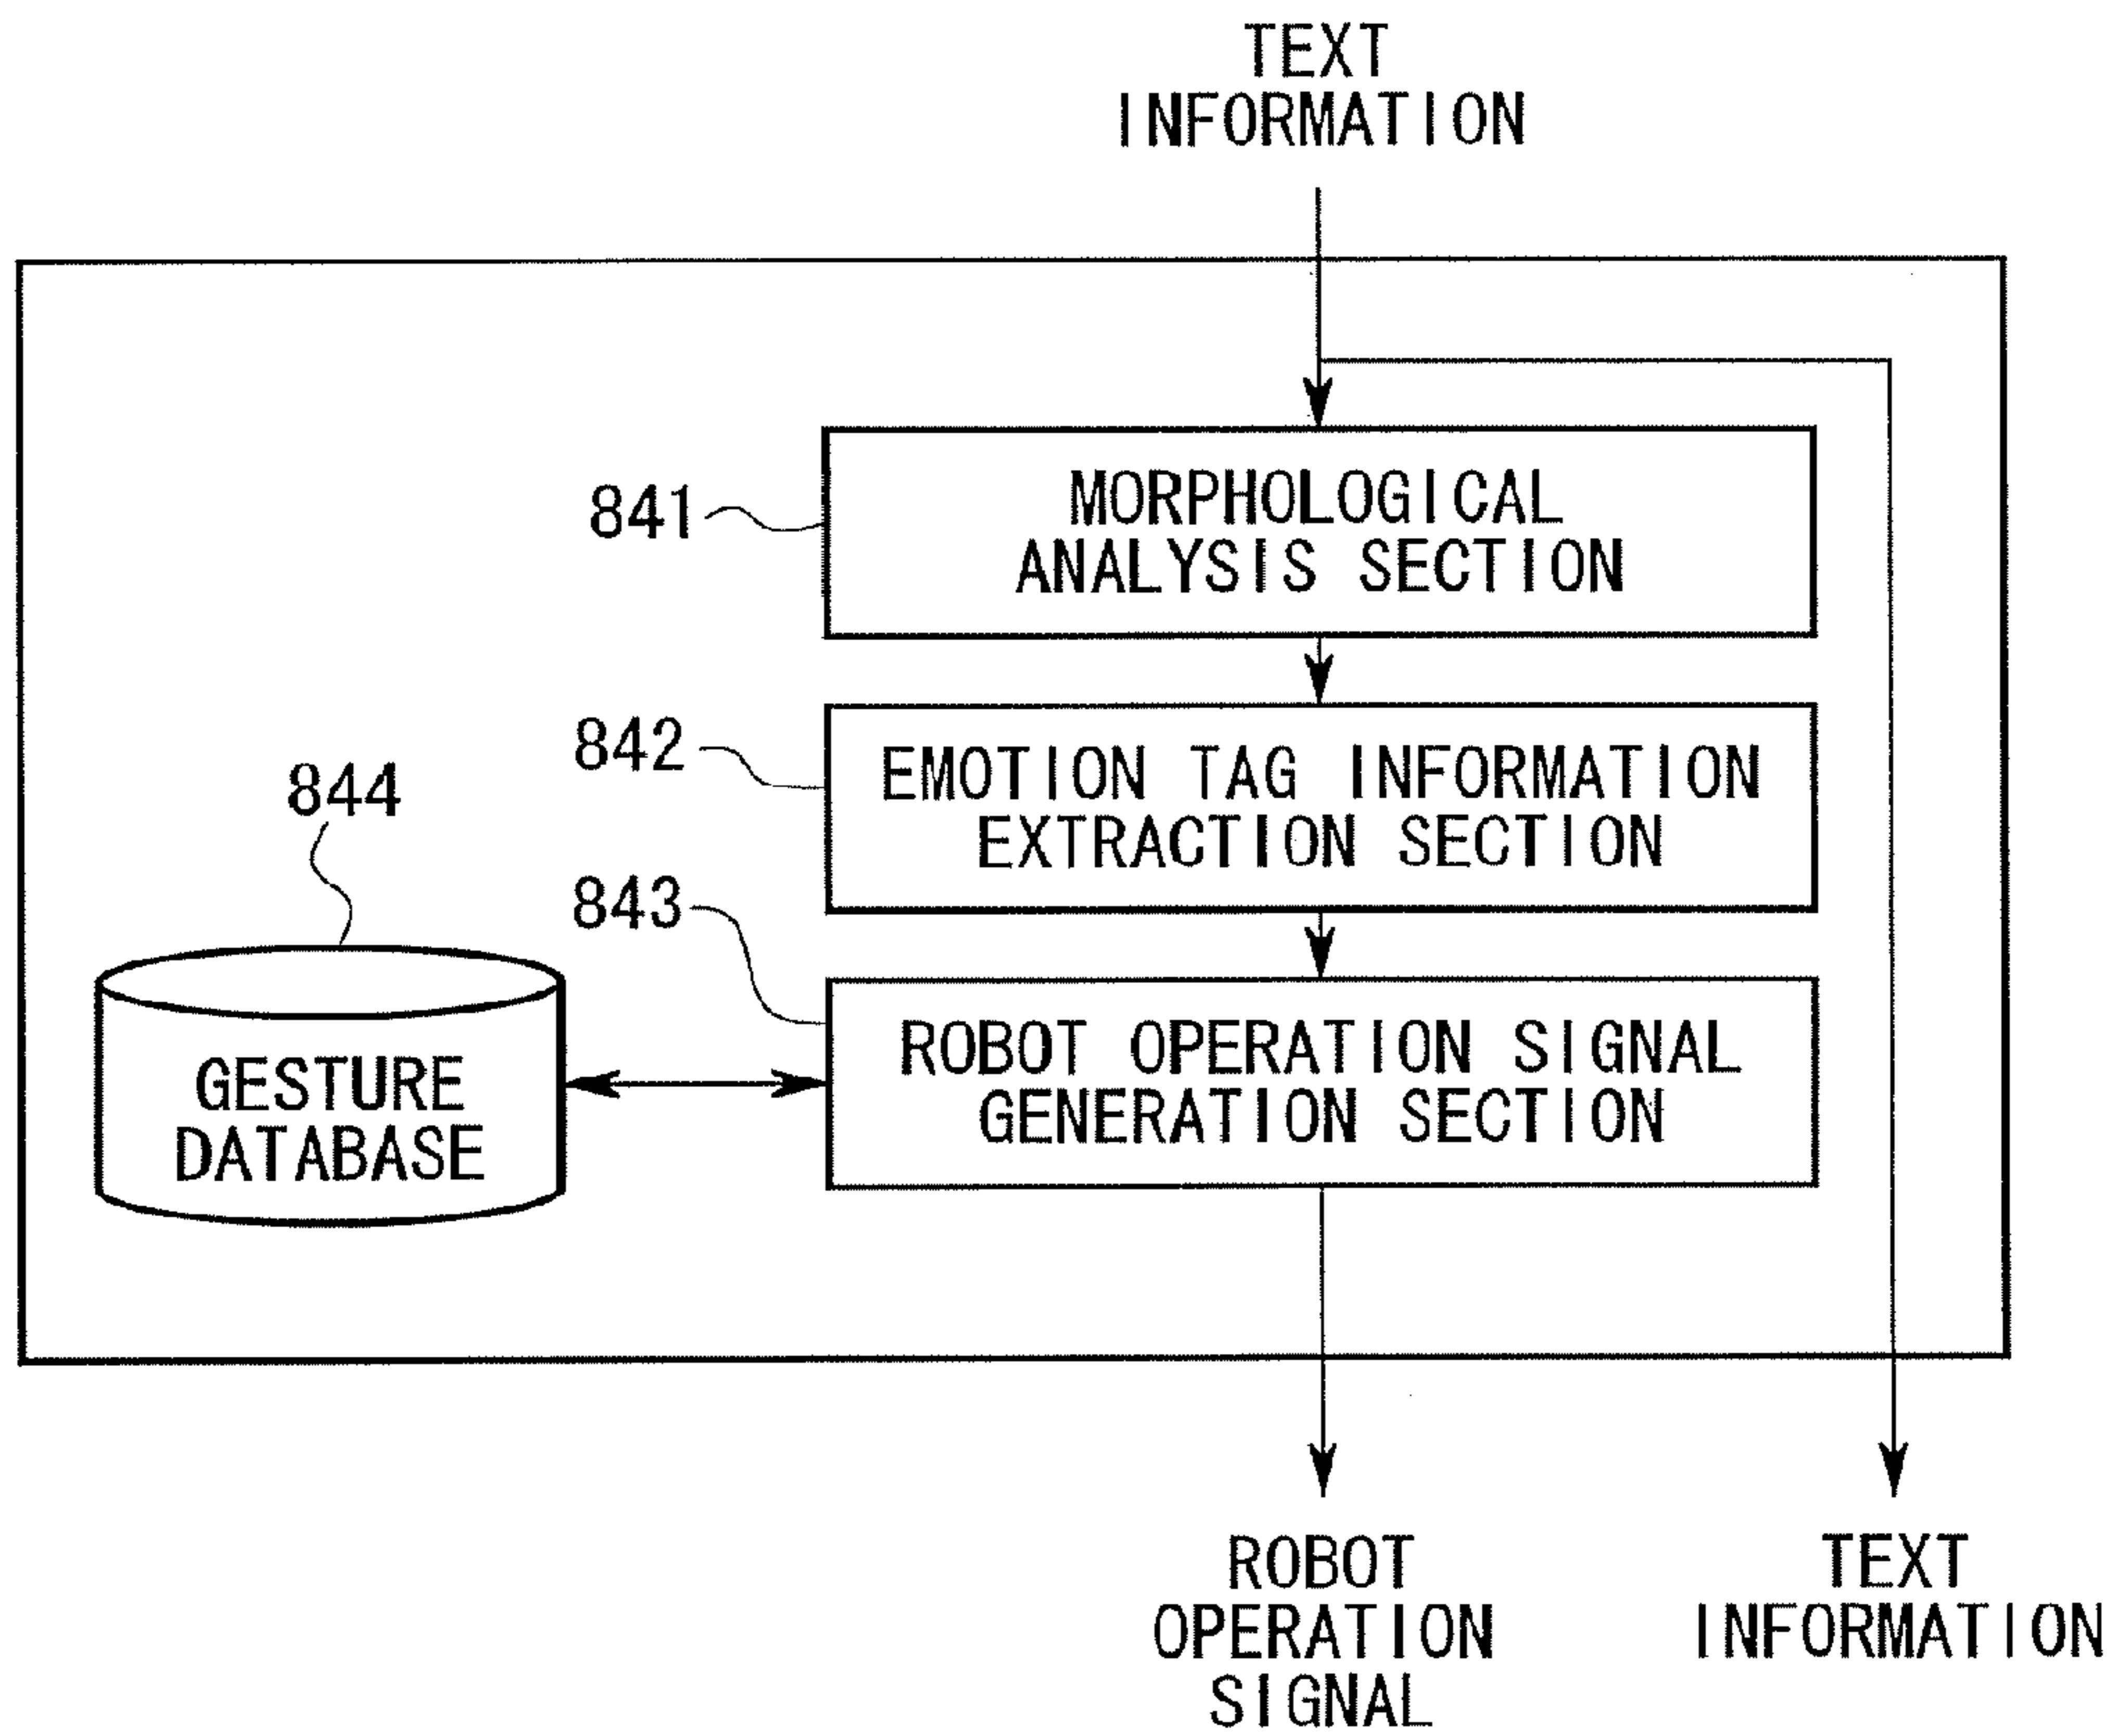 TEXT
INFORMATION
841
MORPHOLOGICAL
ANALYSIS SECTION
842
EMOTION TAG INFORMATION
EXTRACTION SECTION
844
843
ROBOT OPERATION SIGNAL
GENERATION SECTION
GESTURE
DATABASE
ROBOT
OPERATION
SIGNAL
TEXT
INFORMATION